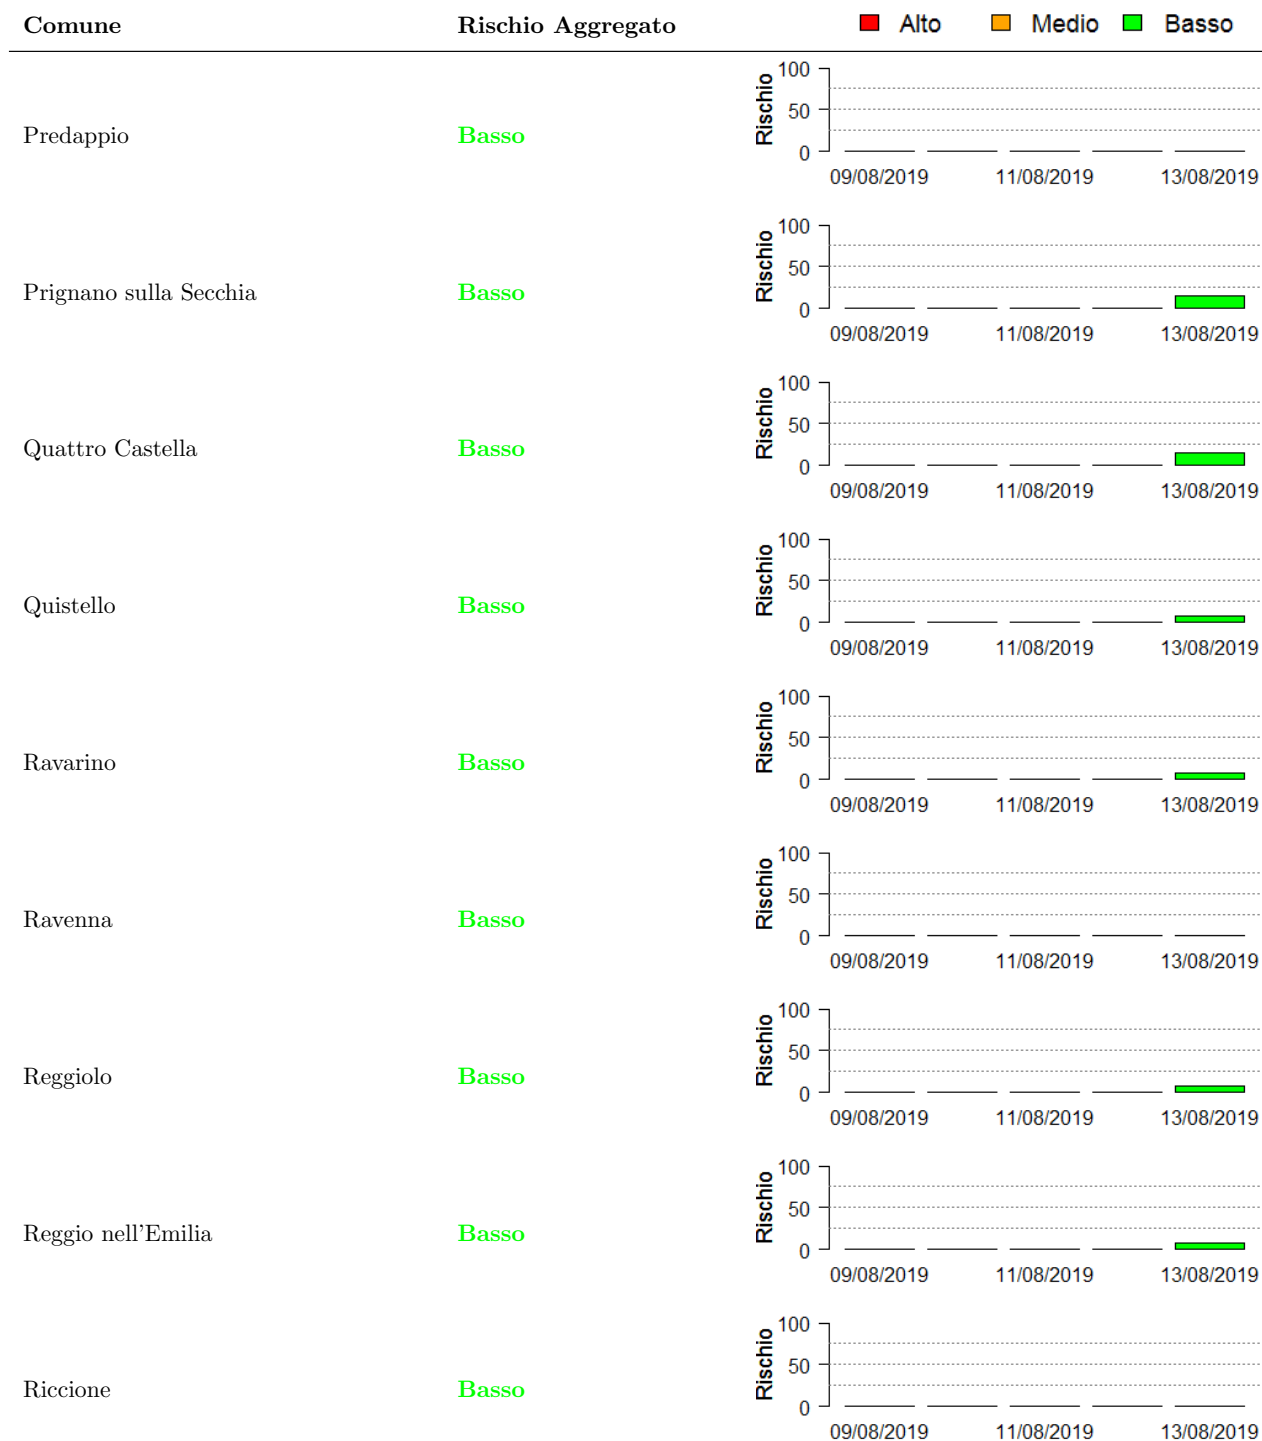 Comune Rischio Aggregato Alto Medio Basso
Predappio Basso Rischio 100 50 0
09/08/2019 11/08/2019 13/08/2019
Prignano sulla Secchia Basso Rischio 100 50 0
09/08/2019 11/08/2019 13/08/2019
Quattro Castella Basso Rischio 100 50 0
09/08/2019 11/08/2019 13/08/2019
Quistello Basso Rischio 100 50 0
09/08/2019 11/08/2019 13/08/2019
Ravarino Basso Rischio 100 50 0
09/08/2019 11/08/2019 13/08/2019
Ravenna Basso Rischio 100 50 0
09/08/2019 11/08/2019 13/08/2019
Reggiolo Basso Rischio 100 50 0
09/08/2019 11/08/2019 13/08/2019
Reggio nell'Emilia Basso Rischio 100 50 0
09/08/2019 11/08/2019 13/08/2019
Riccione Basso Rischio 100 50 0
09/08/2019 11/08/2019 13/08/2019